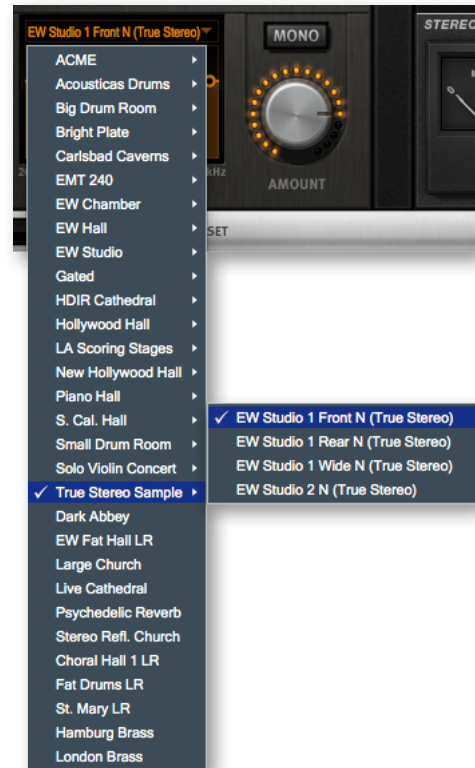 EW Studio 1 Front N (True Stereo)
MONO
STEREO
AMOUNT
kHz
SET
ACME
Acousticas Drums
Big Drum Room
Bright Plate
Carlsbad Caverns
EMT 240
EW Chamber
EW Hall
EW Studio
Gated
HDIR Cathedral
Hollywood Hall
LA Scoring Stages
New Hollywood Hall
Piano Hall
S. Cal. Hall
Small Drum Room
Solo Violin Concert
True Stereo Sample
Dark Abbey
EW Fat Hall LR
Large Church
Live Cathedral
Psychedelic Reverb
Stereo Refl. Church
Choral Hall 1 LR
Fat Drums LR
St. Mary LR
Hamburg Brass
London Brass
EW Studio 1 Front N (True Stereo)
EW Studio 1 Rear N (True Stereo)
EW Studio 1 Wide N (True Stereo)
EW Studio 2 N (True Stereo)